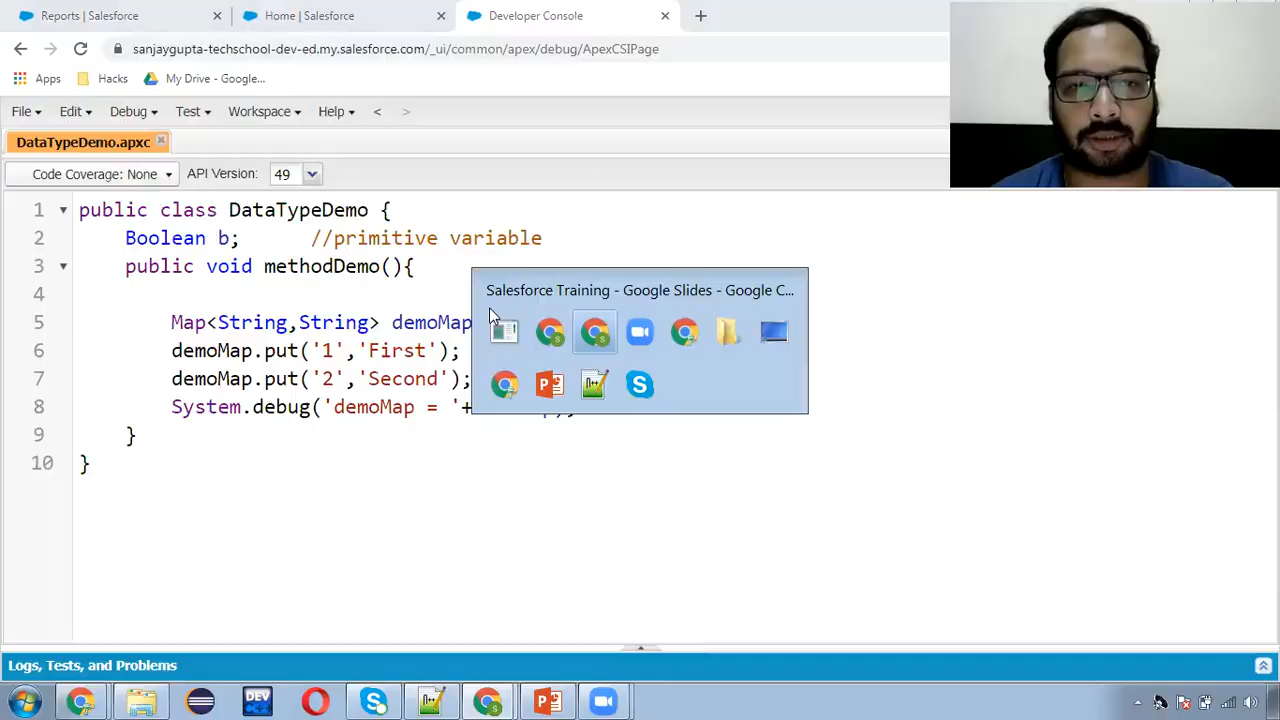 Reports | Salesforce
Home | Salesforce
Developer Console
sanjaygupta-techschool-dev-ed.my.salesforce.com/_ui/common/apex/debug/ApexCSIPage
Apps
Hacks
My Drive - Google...
File
Edit
Debug
Test
Workspace
Help
<
>
DataTypeDemo.apxc
Code Coverage: None
API Version:
49
1 public class DataTypeDemo {
2 Boolean b; //primitive variable
3 public void methodDemo(){
4
5 Map<String,String> demoMap
6 demoMap.put('1','First');
7 demoMap.put('2','Second');
8 System.debug('demoMap = '+
9 }
10 }
Salesforce Training - Google Slides - Google C...
Logs, Tests, and Problems
DEV